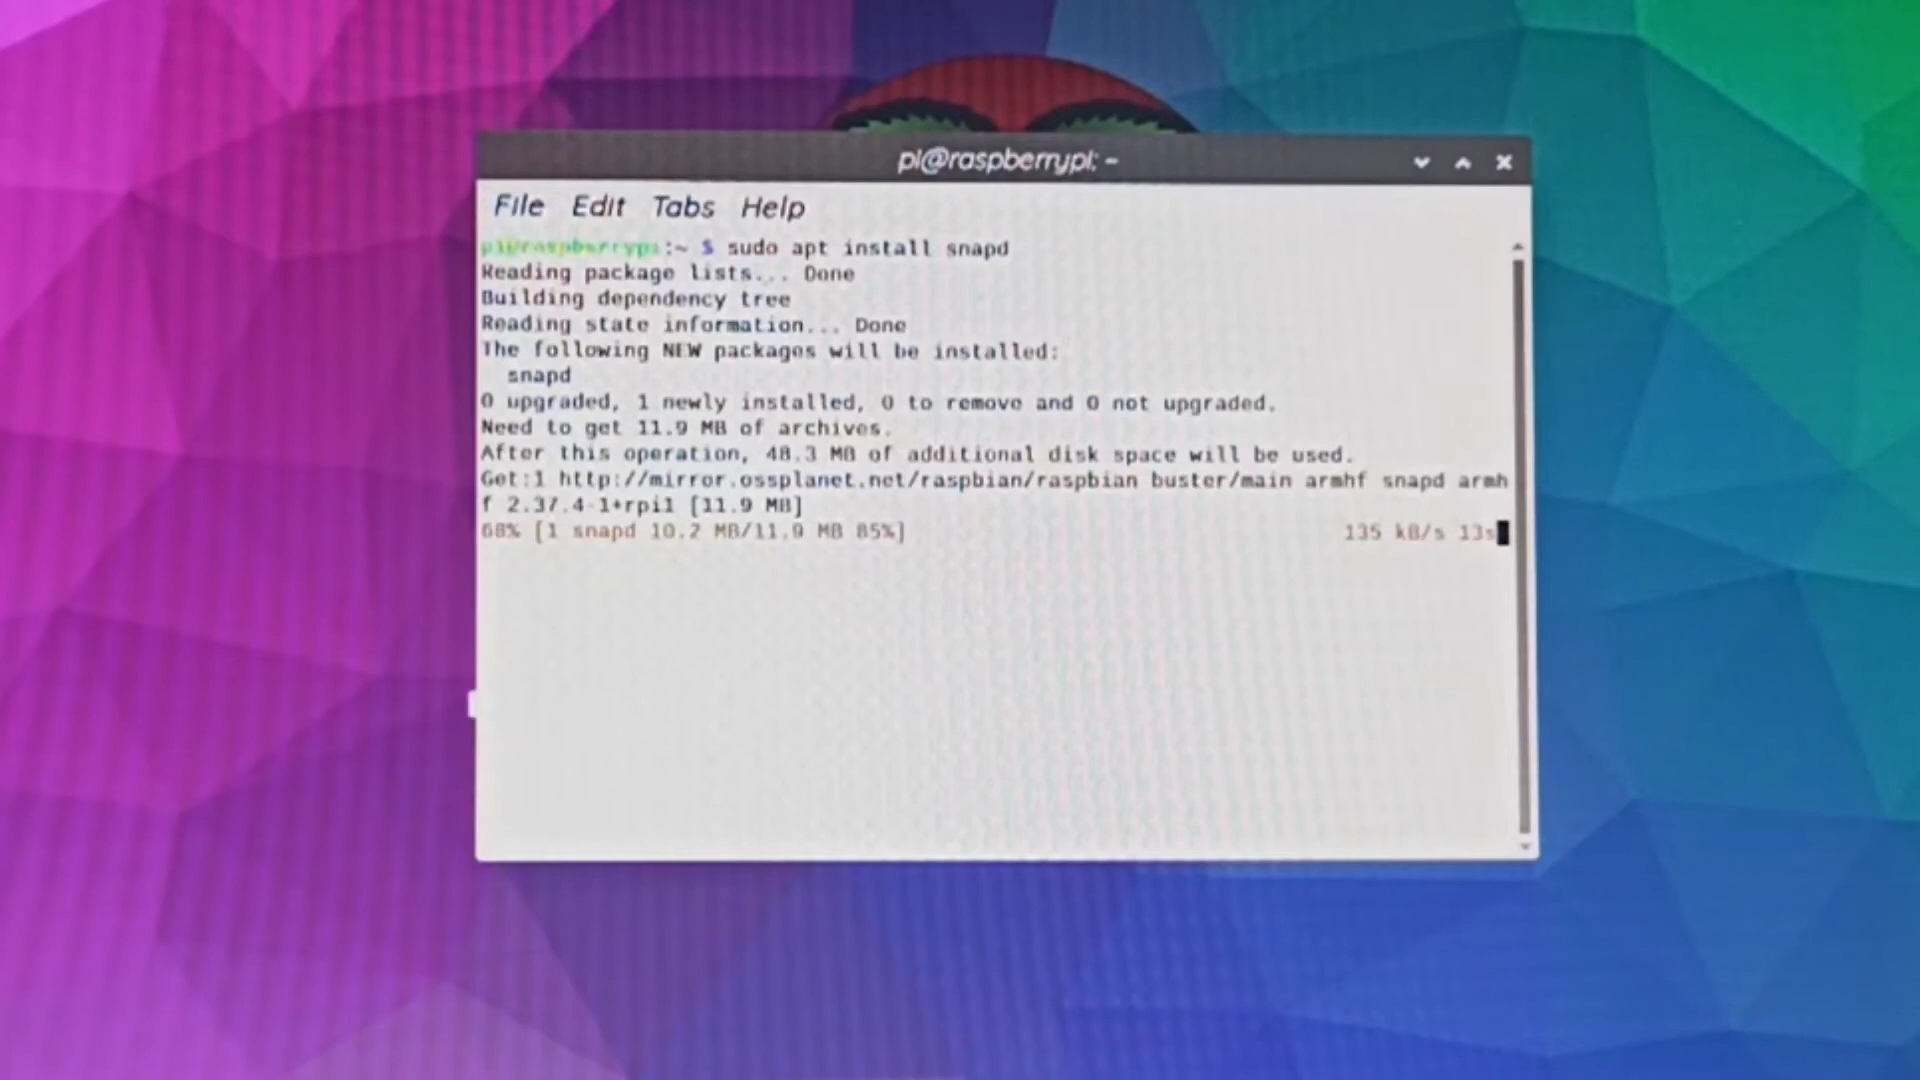 pi@raspberrypi: ~
File Edit Tabs Help
pi@raspberrypi:~ $ sudo apt install snapd
Reading package lists... Done
Building dependency tree
Reading state information... Done
The following NEW packages will be installed:
snapd
0 upgraded, 1 newly installed, 0 to remove and 0 not upgraded.
Need to get 11.9 MB of archives.
After this operation, 48.3 MB of additional disk space will be used.
Get:1 http://mirror.ossplanet.net/raspbian/raspbian buster/main armhf snapd armh
f 2.37.4-1+rpi1 [11.9 MB]
68% [1 snapd 10.2 MB/11.9 MB 85%] 135 kB/s 13s